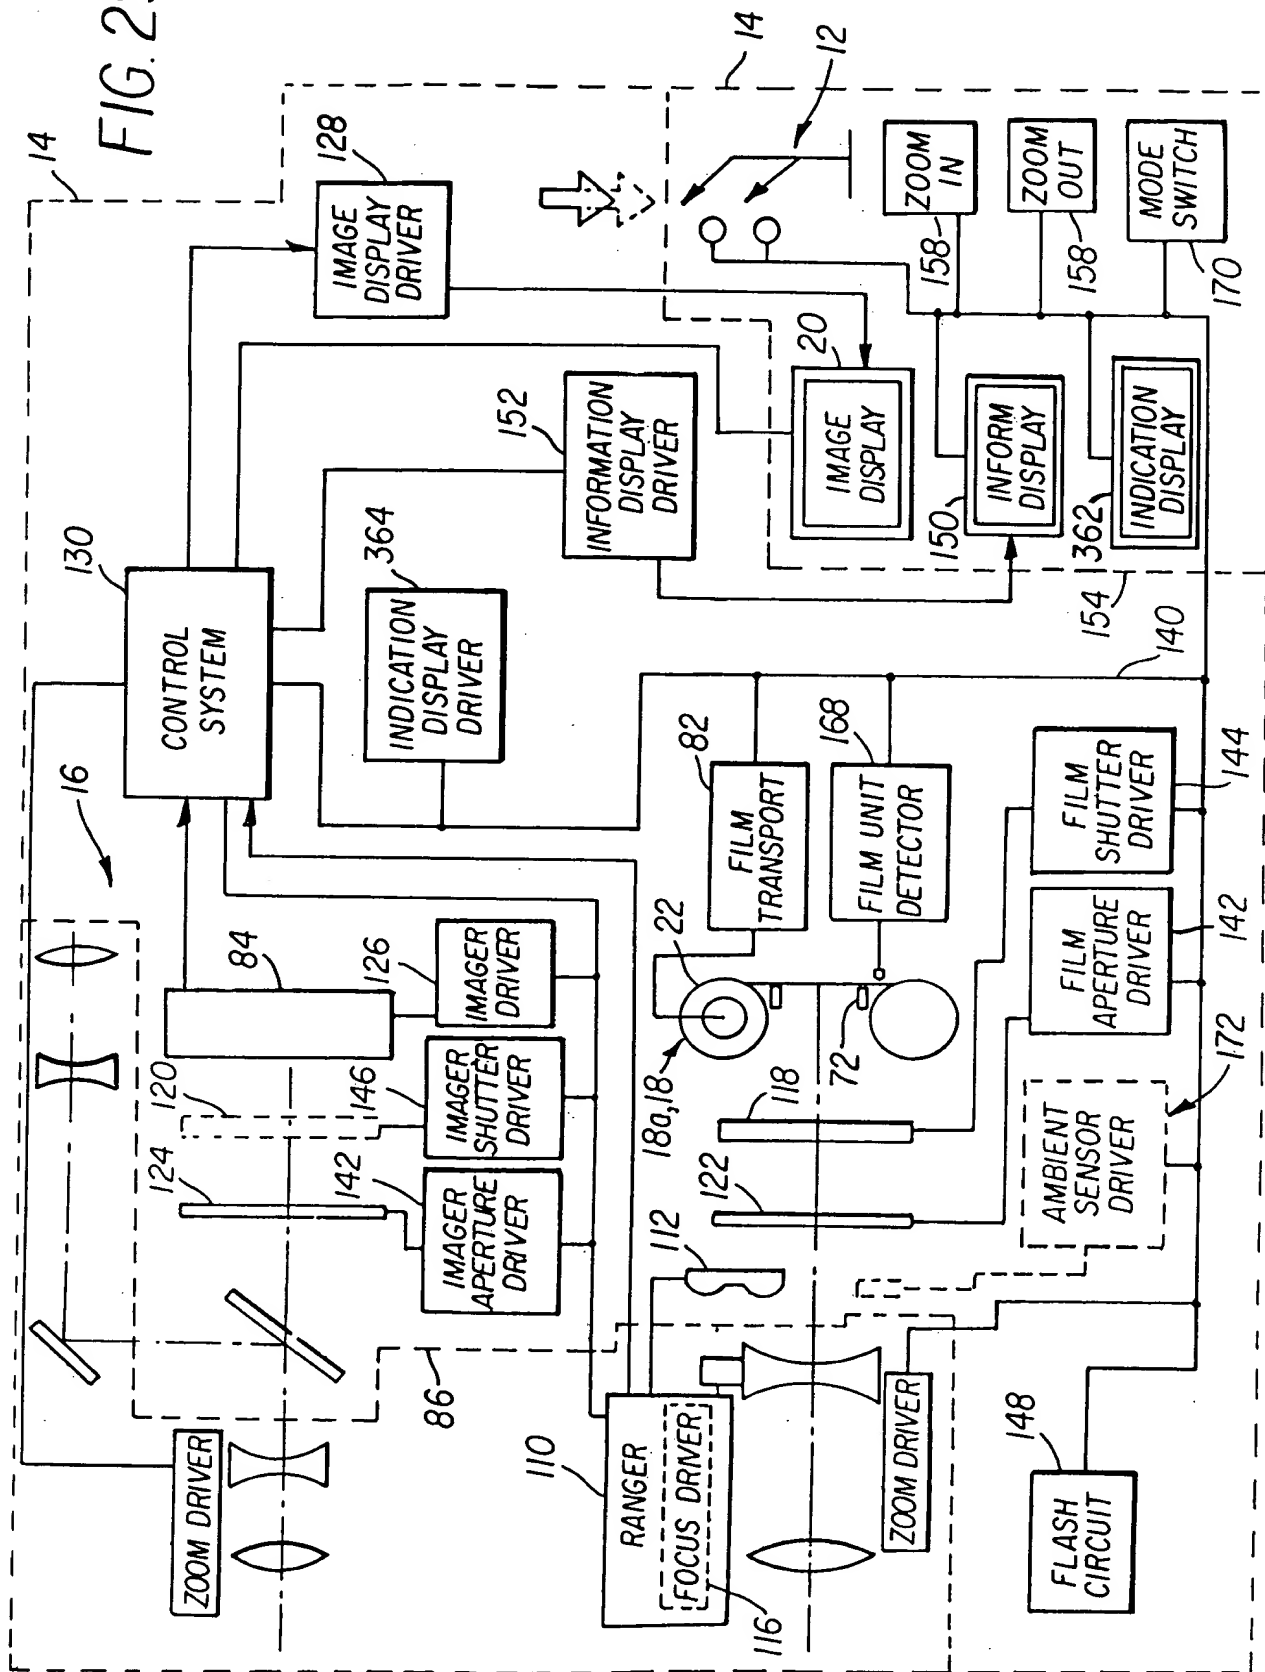 FIG. 2
14
128
IMAGE
DISPLAY
DRIVER
14
12
ZOOM
IN
158
ZOOM
OUT
158
MODE
SWITCH
170
130
CONTROL
SYSTEM
152
INFORMATION
DISPLAY
DRIVER
20
IMAGE
DISPLAY
150
INFORM
DISPLAY
362
INDICATION
DISPLAY
154
364
INDICATION
DISPLAY
DRIVER
140
16
84
126
IMAGER
DRIVER
120
146
IMAGER
SHUTTER
DRIVER
124
142
IMAGER
APERTURE
DRIVER
82
FILM
TRANSPORT
168
FILM UNIT
DETECTOR
22
18a,18
72
118
122
112
144
FILM
SHUTTER
DRIVER
142
FILM
APERTURE
DRIVER
172
AMBIENT
SENSOR
DRIVER
86
ZOOM DRIVER
110
RANGER
FOCUS DRIVER
116
ZOOM DRIVER
148
FLASH
CIRCUIT